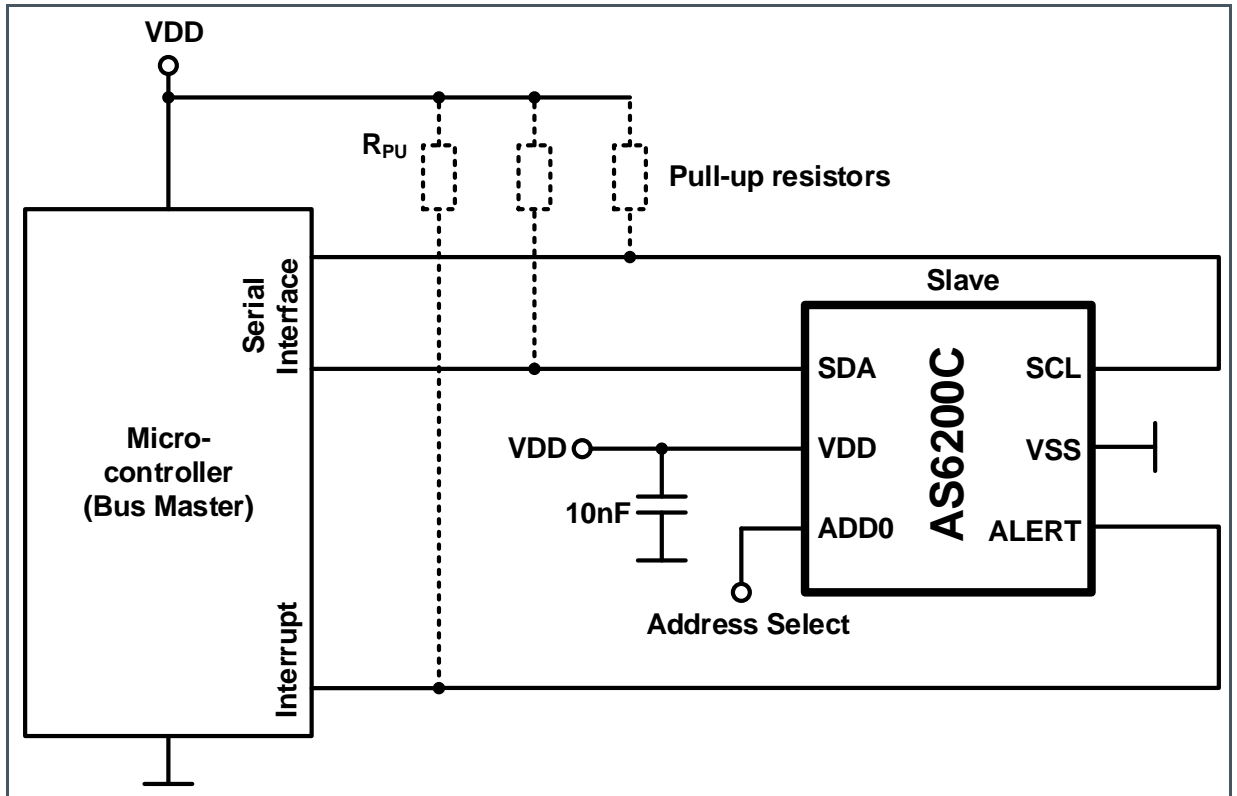 VDD
RPU
Pull-up resistors
Serial
Interface
Slave
SDA
SCL
AS6200C
Micro-
controller
(Bus Master)
VDD
VDD
VSS
10nF
ADD0
ALERT
Address Select
Interrupt